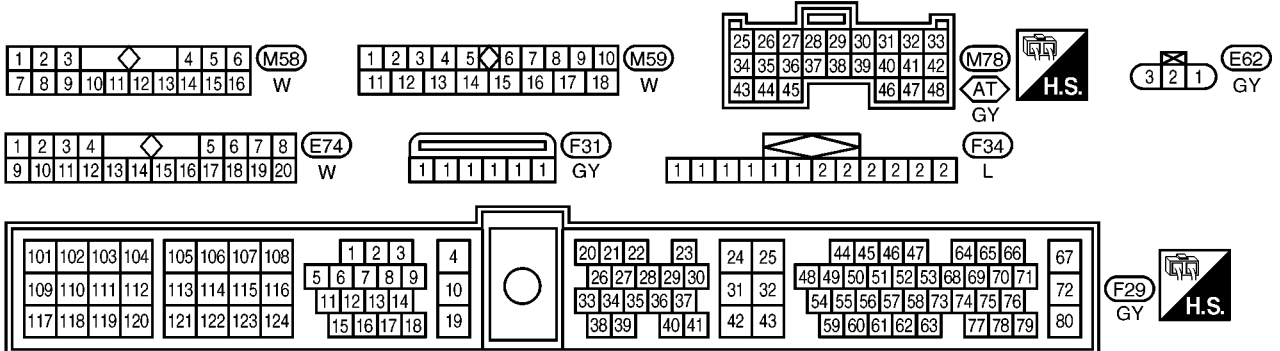 1 2 3 4 5 6 M58
7 8 9 10 11 12 13 14 15 16 W
1 2 3 4 5 6 7 8 9 10 M59
11 12 13 14 15 16 17 18 W
25 26 27 28 29 30 31 32 33
34 35 36 37 38 39 40 41 42 M78
43 44 45 46 47 48 AT
GY
H.S.
3 2 1 E62
GY
1 2 3 4 5 6 7 8 E74
9 10 11 12 13 14 15 16 17 18 19 20 W
F31
1 1 1 1 1 1 GY
F34
1 1 1 1 1 1 2 2 2 2 2 2 L
101 102 103 104 105 106 107 108 1 2 3 4
5 6 7 8 9
109 110 111 112 113 114 115 116 10
11 12 13 14
117 118 119 120 121 122 123 124 15 16 17 18 19
20 21 22 23 24 25 44 45 46 47 64 65 66 67
26 27 28 29 30 48 49 50 51 52 53 68 69 70 71
31 32 72 F29
33 34 35 36 37 54 55 56 57 58 73 74 75 76 GY
38 39 40 41 42 43 59 60 61 62 63 77 78 79 80
H.S.